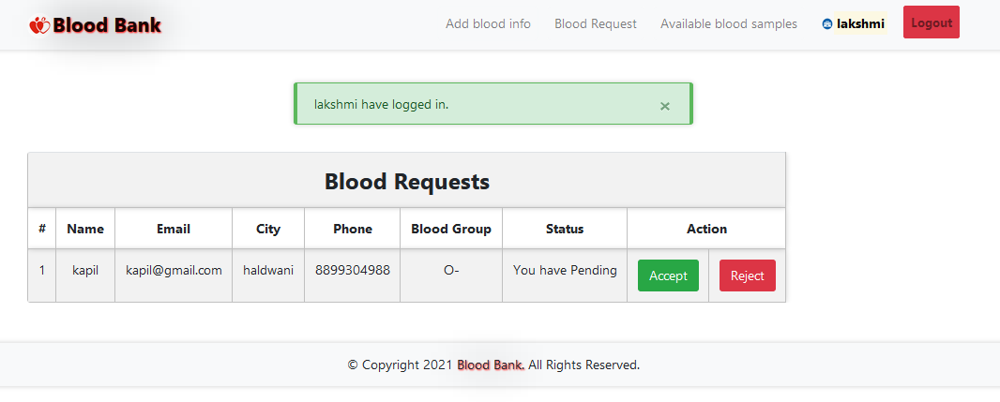 Blood Bank Add blood info Blood Request Available blood samples lakshmi Logout
lakshmi have logged in. ×
Blood Requests
# Name Email City Phone Blood Group Status Action
1 kapil kapil@gmail.com haldwani 8899304988 O- You have Pending Accept Reject
© Copyright 2021 Blood Bank. All Rights Reserved.